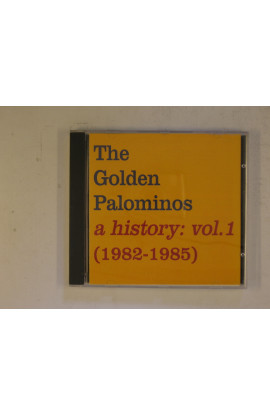 The
Golden
Palominos
a history: vol.1
(1982-1985)